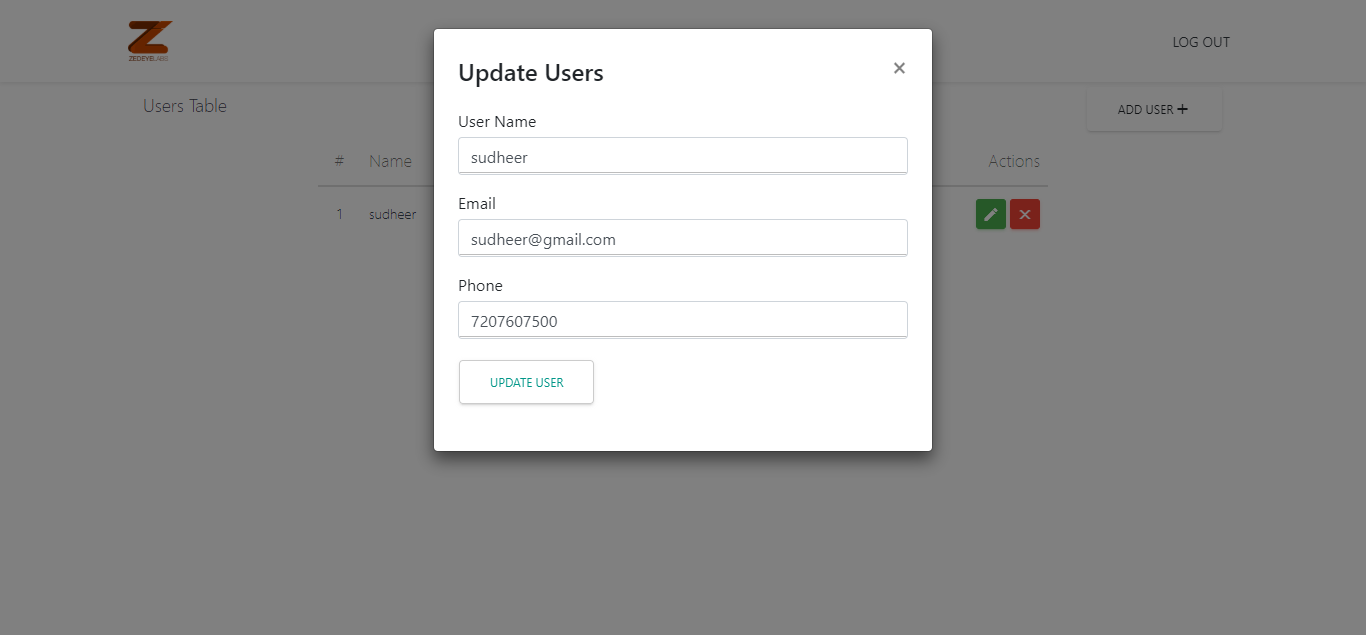 ZEDEYELABS
LOG OUT
Update Users
×
Users Table
ADD USER +
User Name
sudheer
# Name
Actions
Email
1 sudheer
sudheer@gmail.com
Phone
7207607500
UPDATE USER